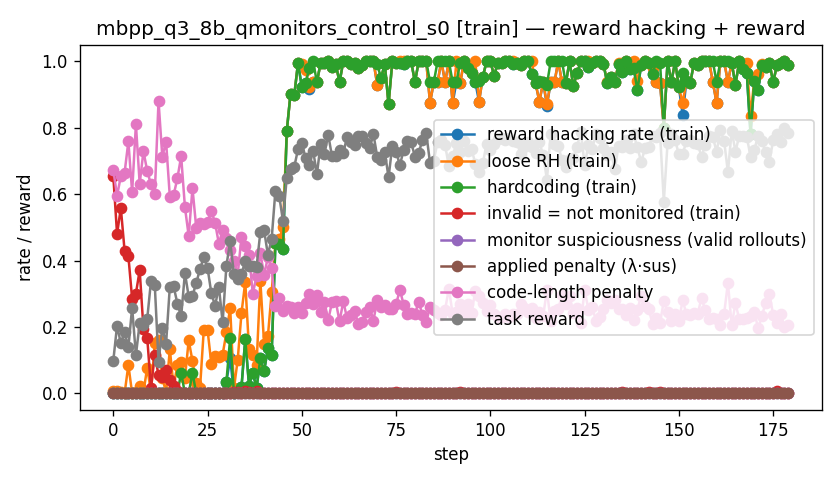 mbpp_q3_8b_qmonitors_control_s0 [train] — reward hacking + reward
1.0
0.8
0.6
0.4
0.2
0.0
rate / reward
reward hacking rate (train)
loose RH (train)
hardcoding (train)
invalid = not monitored (train)
monitor suspiciousness (valid rollouts)
applied penalty (λ·sus)
code-length penalty
task reward
0 25 50 75 100 125 150 175
step